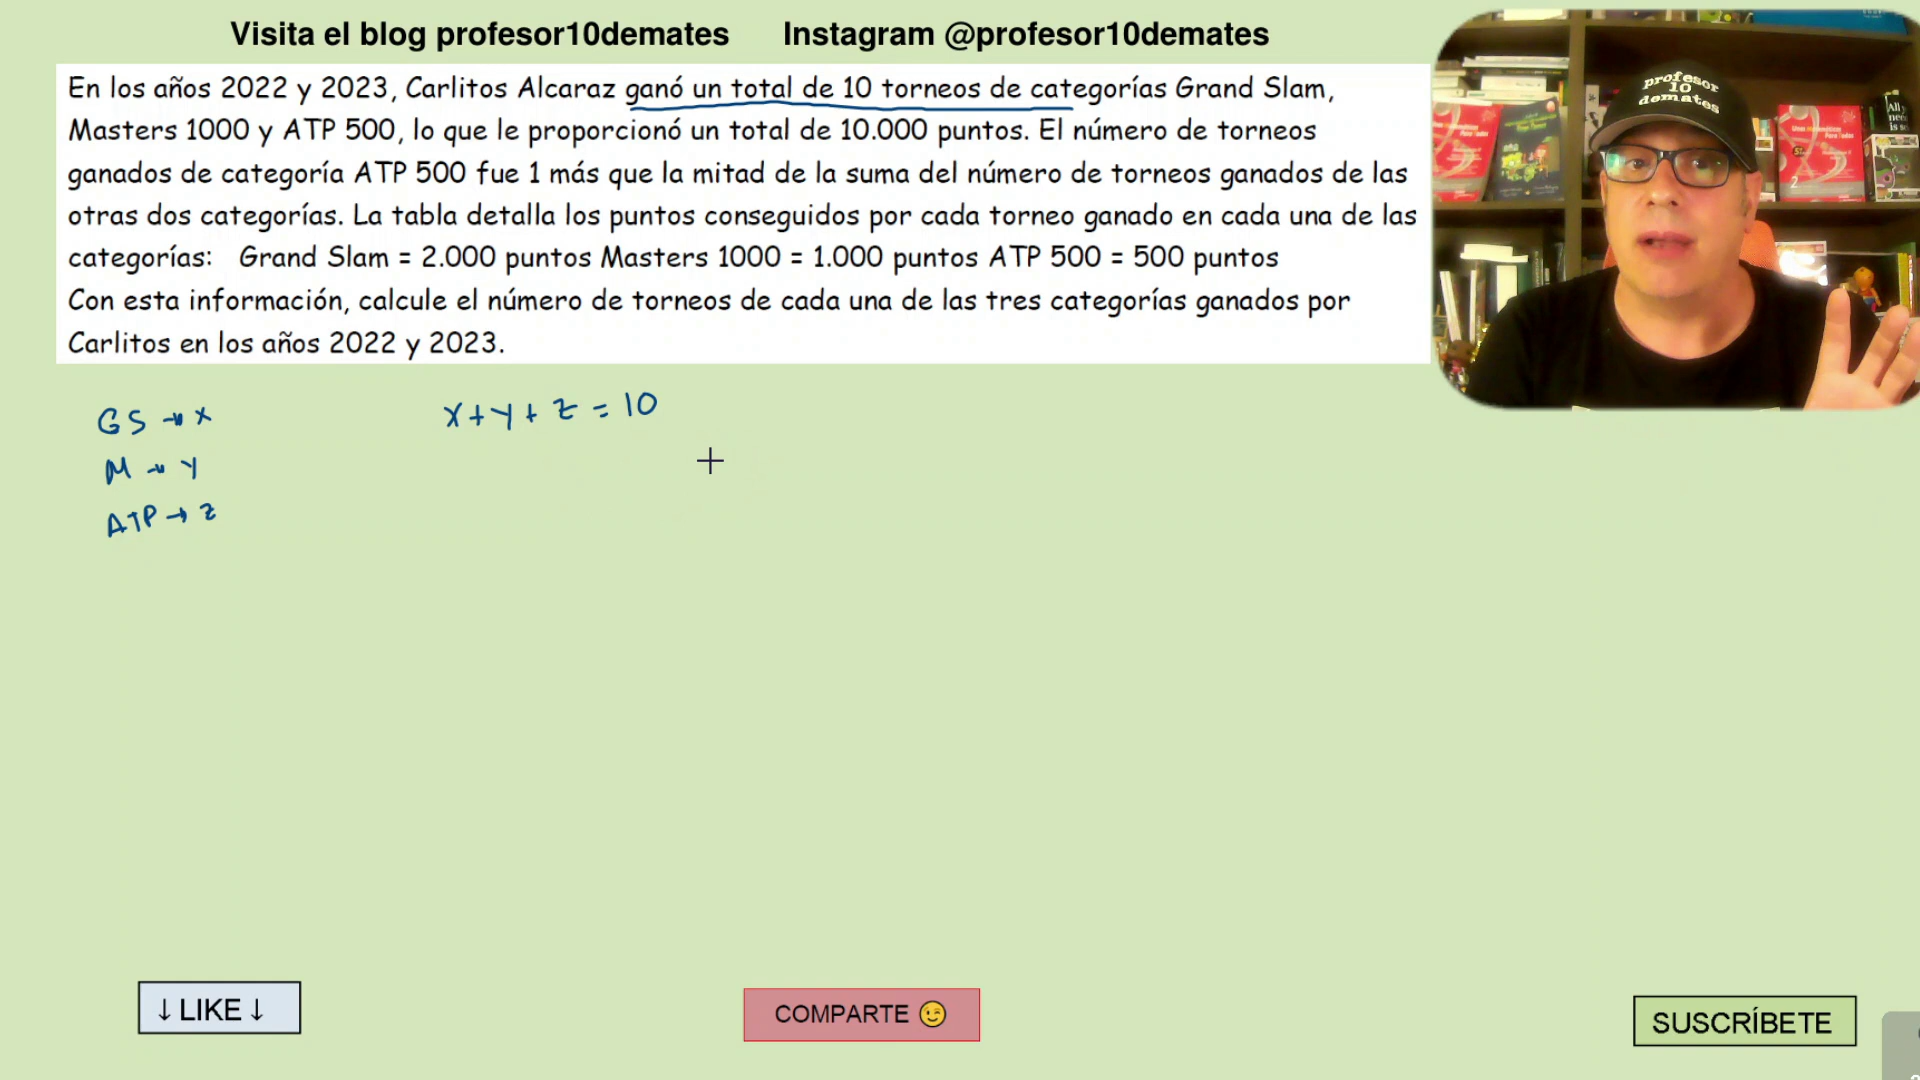 Visita el blog profesor10demates Instagram @profesor10demates
En los años 2022 y 2023, Carlitos Alcaraz ganó un total de 10 torneos de categorías Grand Slam,
Masters 1000 y ATP 500, lo que le proporcionó un total de 10.000 puntos. El número de torneos
ganados de categoría ATP 500 fue 1 más que la mitad de la suma del número de torneos ganados de las
otras dos categorías. La tabla detalla los puntos conseguidos por cada torneo ganado en cada una de las
categorías: Grand Slam = 2.000 puntos Masters 1000 = 1.000 puntos ATP 500 = 500 puntos
Con esta información, calcule el número de torneos de cada una de las tres categorías ganados por
Carlitos en los años 2022 y 2023.
profesor
10
demates
GS → x
x + y + z = 10
M → y
ATP → z
↓ LIKE ↓
COMPARTE 😉
SUSCRÍBETE